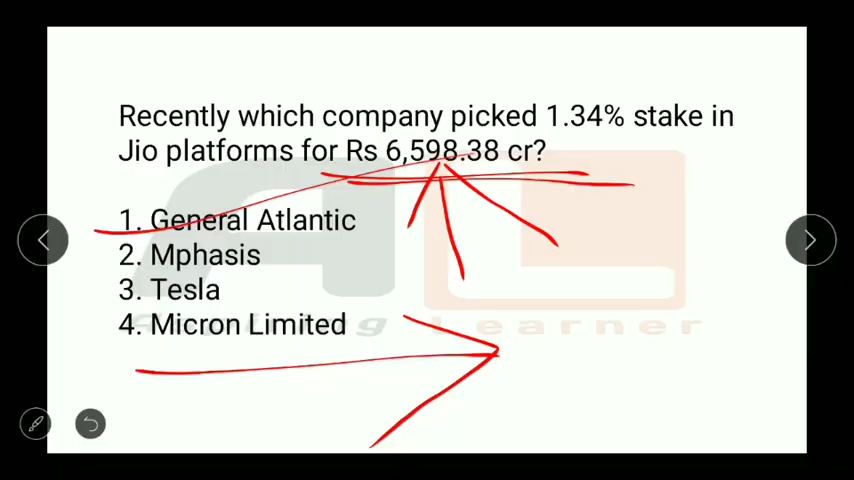 Recently which company picked 1.34% stake in
Jio platforms for Rs 6,598.38 cr?
1. General Atlantic
2. Mphasis
3. Tesla
4. Micron Limited
Learner